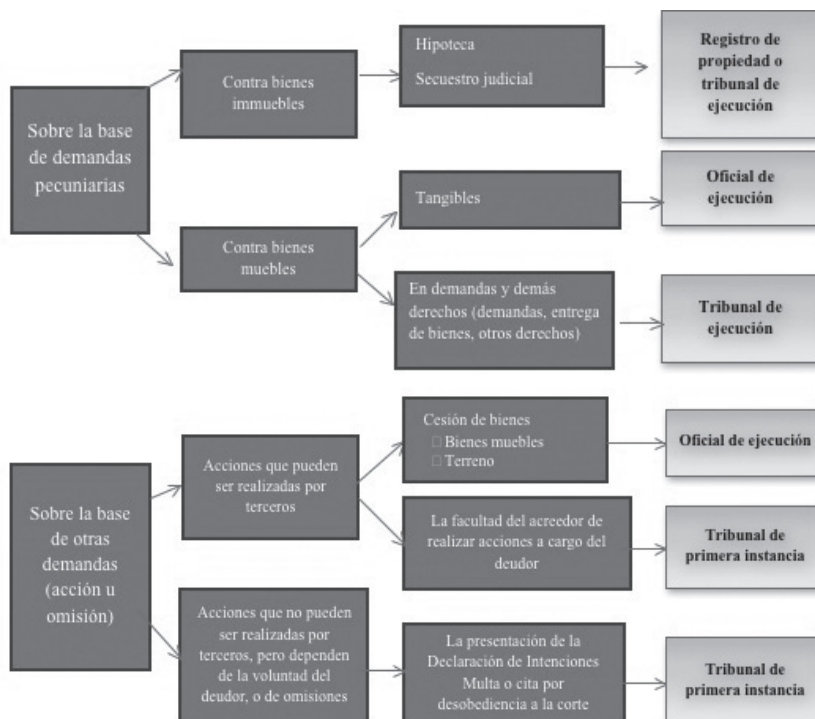 Sobre la base
de demandas
pecuniarias
Contra bienes
immuebles
Hipoteca
Secuestro judicial
Registro de
propiedad o
tribunal de
ejecución
Contra bienes
muebles
Tangibles
Oficial de
ejecución
En demandas y demás
derechos (demandas, entrega
de bienes, otros derechos)
Tribunal de
ejecución
Sobre la base
de otras
demandas
(acción u
omisión)
Acciones que pueden
ser realizadas por
terceros
Cesión de bienes
□ Bienes muebles
□ Terreno
Oficial de ejecución
La facultad del acreedor de
realizar acciones a cargo del
deudor
Tribunal de
primera instancia
Acciones que no pueden
ser realizadas por
terceros, pero dependen
de la voluntad del
deudor, o de omisiones
La presentación de la
Declaración de Intenciones
Multa o cita por
desobediencia a la corte
Tribunal de
primera instancia